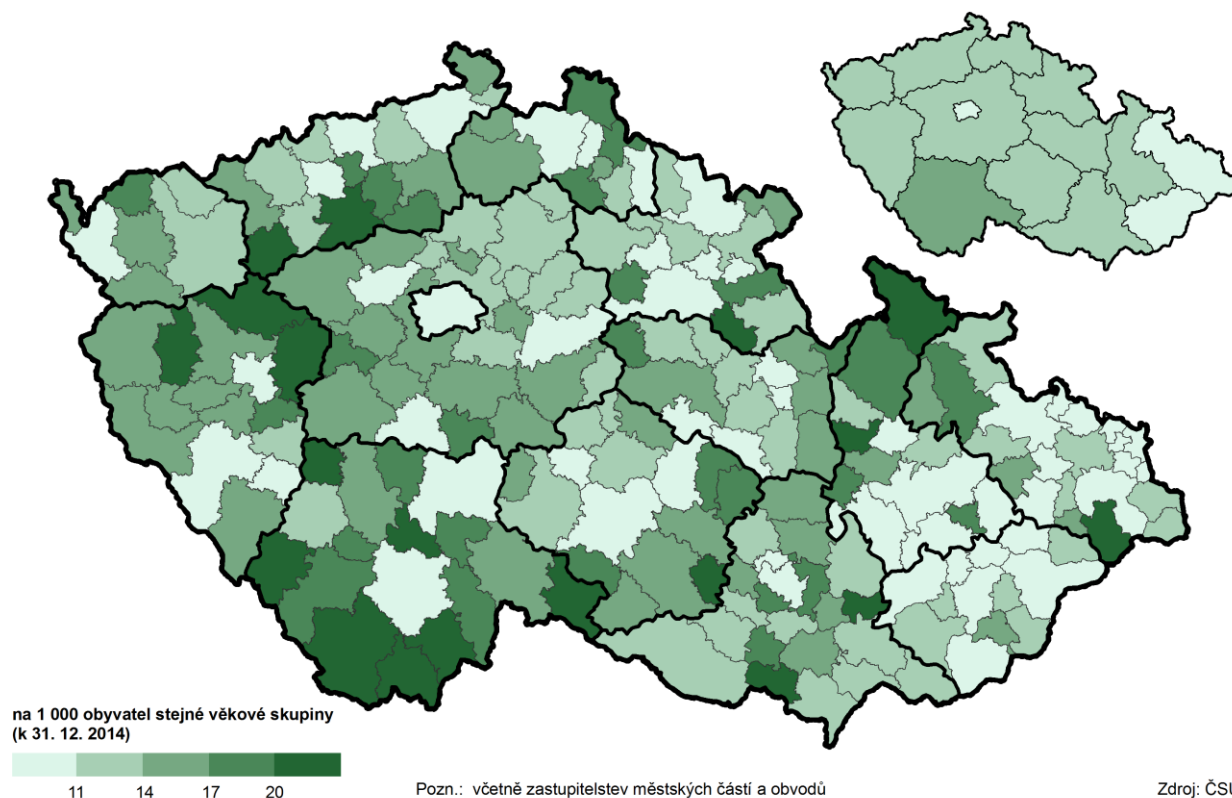 na 1 000 obyvatel stejné věkové skupiny
(k 31. 12. 2014)
11 14 17 20
Pozn.: včetně zastupitelstev městských částí a obvodů
Zdroj: ČS